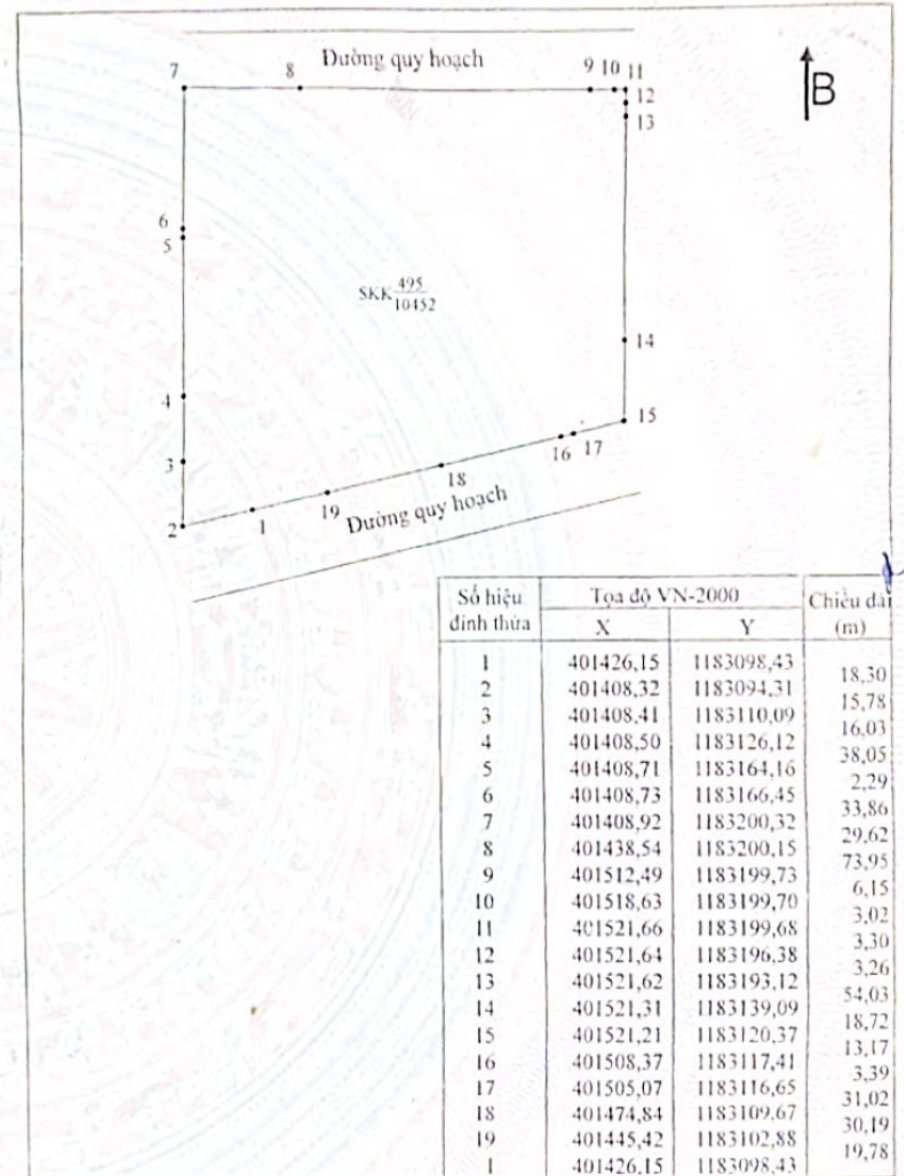 Đường quy hoạch
7 8 9 10 11
12
13
B
6
5
SKK 495
10452
14
4
15
3
16 17
18
2 1 19
Đường quy hoạch
Số hiệu đỉnh thửa Tọa độ VN-2000 Chiều dài (m)
X Y
1 401426,15 1183098,43
18,30
2 401408,32 1183094,31
15,78
3 401408,41 1183110,09
16,03
4 401408,50 1183126,12
38,05
5 401408,71 1183164,16
2,29
6 401408,73 1183166,45
33,86
7 401408,92 1183200,32
29,62
8 401438,54 1183200,15
73,95
9 401512,49 1183199,73
6,15
10 401518,63 1183199,70
3,02
11 401521,66 1183199,68
3,30
12 401521,64 1183196,38
3,26
13 401521,62 1183193,12
54,03
14 401521,31 1183139,09
18,72
15 401521,21 1183120,37
13,17
16 401508,37 1183117,41
3,39
17 401505,07 1183116,65
31,02
18 401474,84 1183109,67
30,19
19 401445,42 1183102,88
19,78
1 401426,15 1183098,43